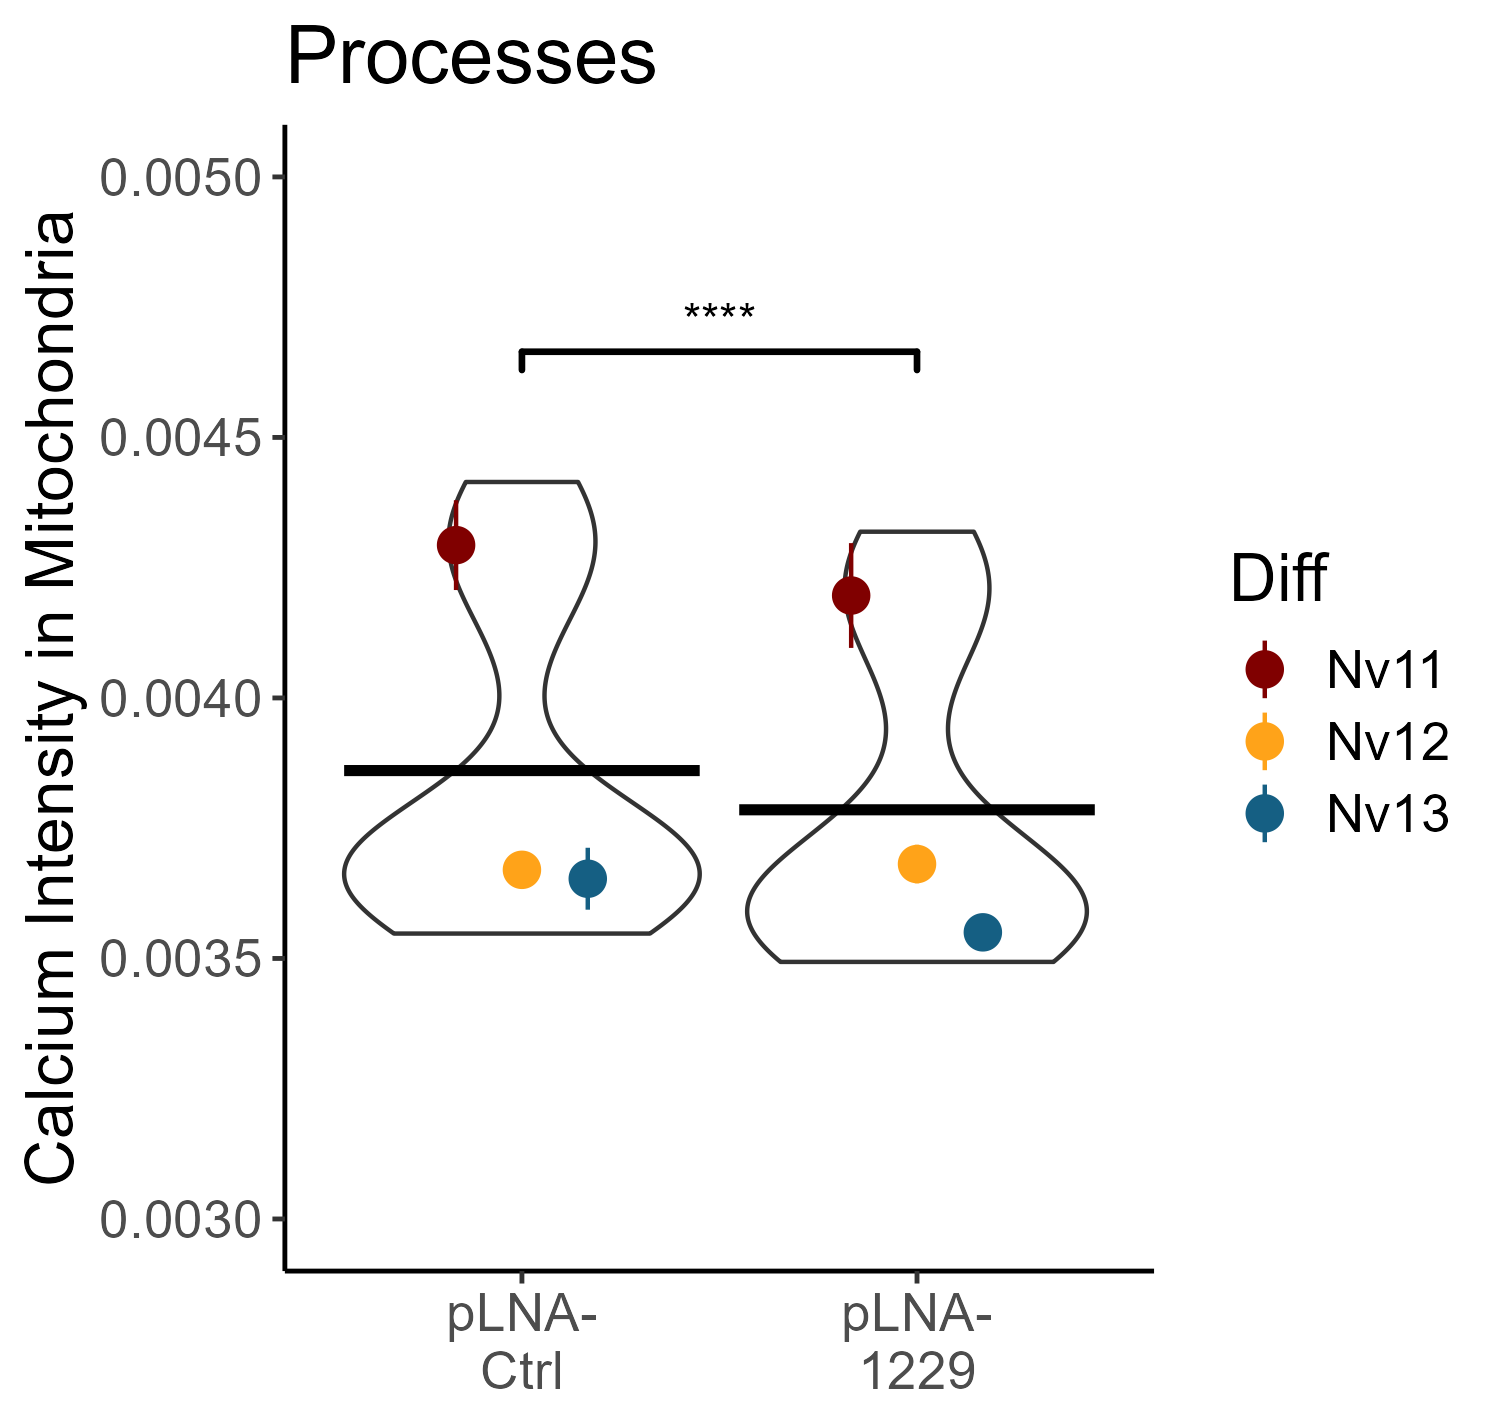 Processes
Calcium Intensity in Mitochondria
0.0050
0.0045
0.0040
0.0035
0.0030
****
pLNA-
Ctrl
pLNA-
1229
Diff
Nv11
Nv12
Nv13